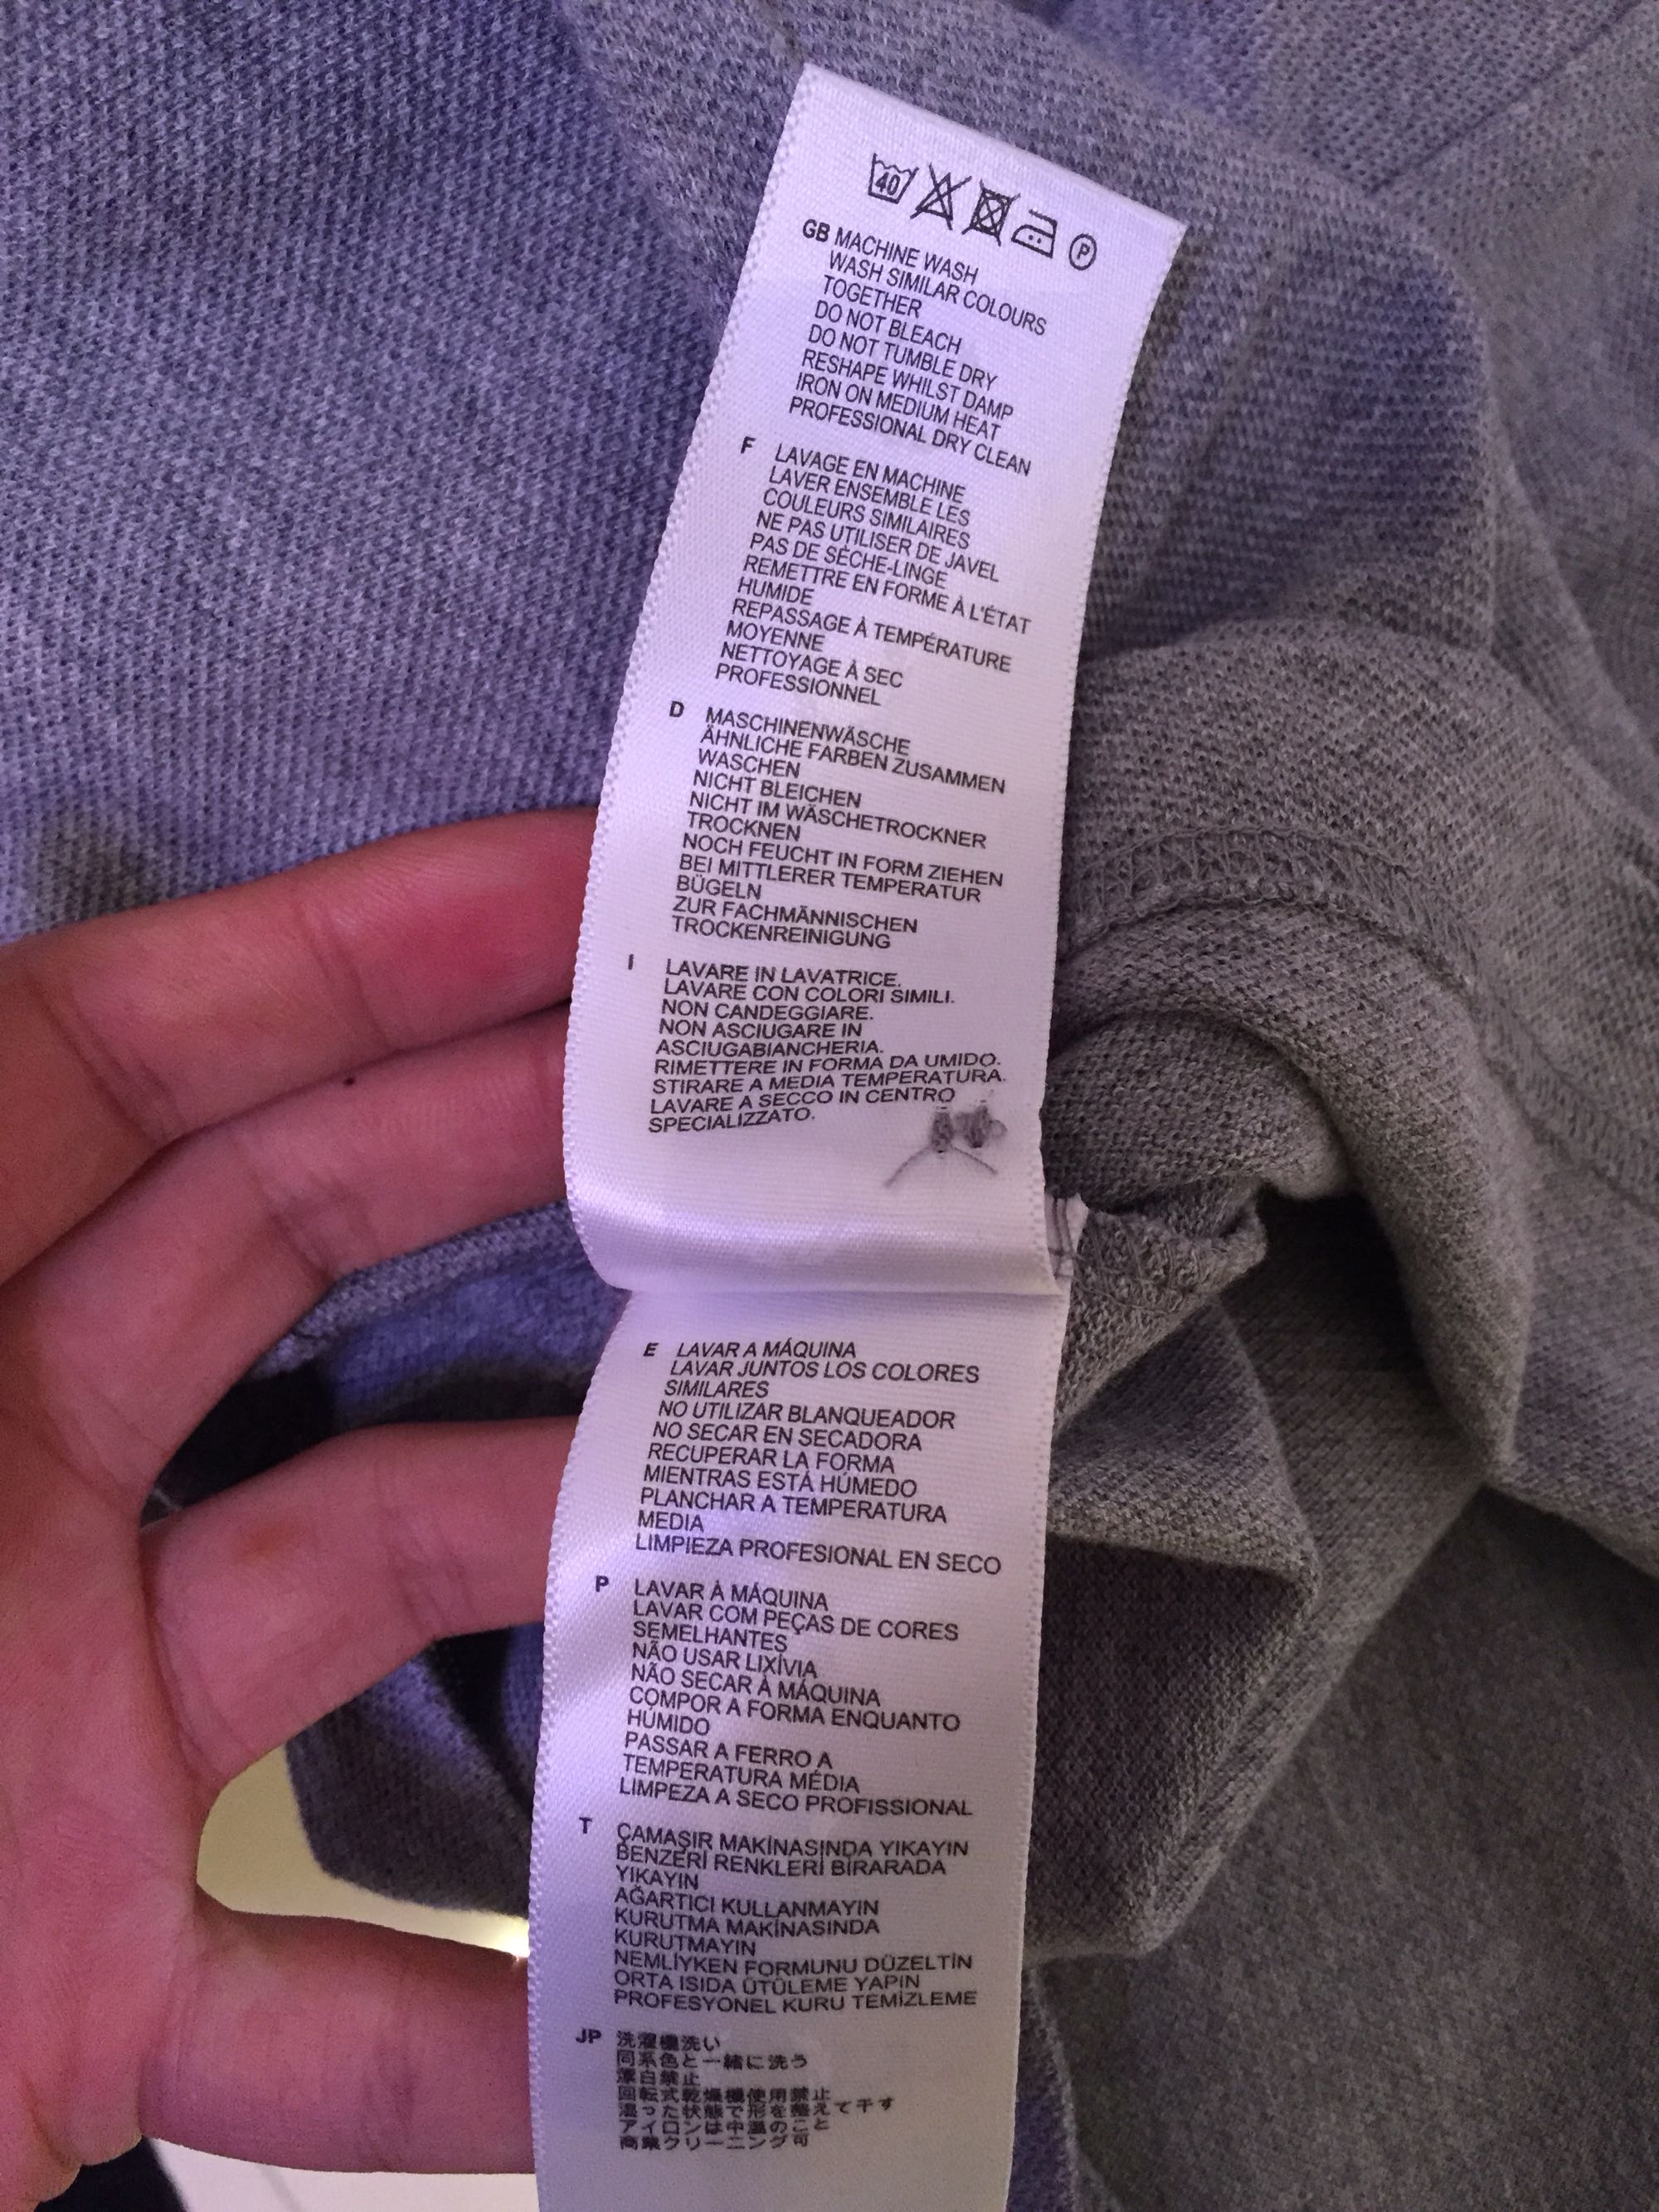 40
P
GB MACHINE WASH
WASH SIMILAR COLOURS
TOGETHER
DO NOT BLEACH
DO NOT TUMBLE DRY
RESHAPE WHILST DAMP
IRON ON MEDIUM HEAT
PROFESSIONAL DRY CLEAN
F LAVAGE EN MACHINE
LAVER ENSEMBLE LES
COULEURS SIMILAIRES
NE PAS UTILISER DE JAVEL
PAS DE SÈCHE-LINGE
REMETTRE EN FORME À L'ÉTAT
HUMIDE
REPASSAGE À TEMPÉRATURE
MOYENNE
NETTOYAGE À SEC
PROFESSIONNEL
D MASCHINENWÄSCHE
ÄHNLICHE FARBEN ZUSAMMEN
WASCHEN
NICHT BLEICHEN
NICHT IM WÄSCHETROCKNER
TROCKNEN
NOCH FEUCHT IN FORM ZIEHEN
BEI MITTLERER TEMPERATUR
BÜGELN
ZUR FACHMÄNNISCHEN
TROCKENREINIGUNG
I LAVARE IN LAVATRICE.
LAVARE CON COLORI SIMILI.
NON CANDEGGIARE.
NON ASCIUGARE IN
ASCIUGABIANCHERIA.
RIMETTERE IN FORMA DA UMIDO.
STIRARE A MEDIA TEMPERATURA.
LAVARE A SECCO IN CENTRO
SPECIALIZZATO.
E LAVAR A MÁQUINA
LAVAR JUNTOS LOS COLORES
SIMILARES
NO UTILIZAR BLANQUEADOR
NO SECAR EN SECADORA
RECUPERAR LA FORMA
MIENTRAS ESTÁ HÚMEDO
PLANCHAR A TEMPERATURA
MEDIA
LIMPIEZA PROFESIONAL EN SECO
P LAVAR À MÁQUINA
LAVAR COM PEÇAS DE CORES
SEMELHANTES
NÃO USAR LIXÍVIA
NÃO SECAR À MÁQUINA
COMPOR A FORMA ENQUANTO
HÚMIDO
PASSAR A FERRO A
TEMPERATURA MÉDIA
LIMPEZA A SECO PROFISSIONAL
T ÇAMAŞIR MAKİNASINDA YIKAYIN
BENZERİ RENKLERİ BİRARADA
YIKAYIN
AĞARTICI KULLANMAYIN
KURUTMA MAKİNASINDA
KURUTMAYIN
NEMLİYKEN FORMUNU DÜZELTİN
ORTA ISIDA ÜTÜLEME YAPIN
PROFESYONEL KURU TEMİZLEME
JP 洗濯機洗い
同系色と一緒に洗う
漂白禁止
回転式乾燥機使用禁止
湿った状態で形を整えて干す
アイロンは中温のこと
商業クリーニング可